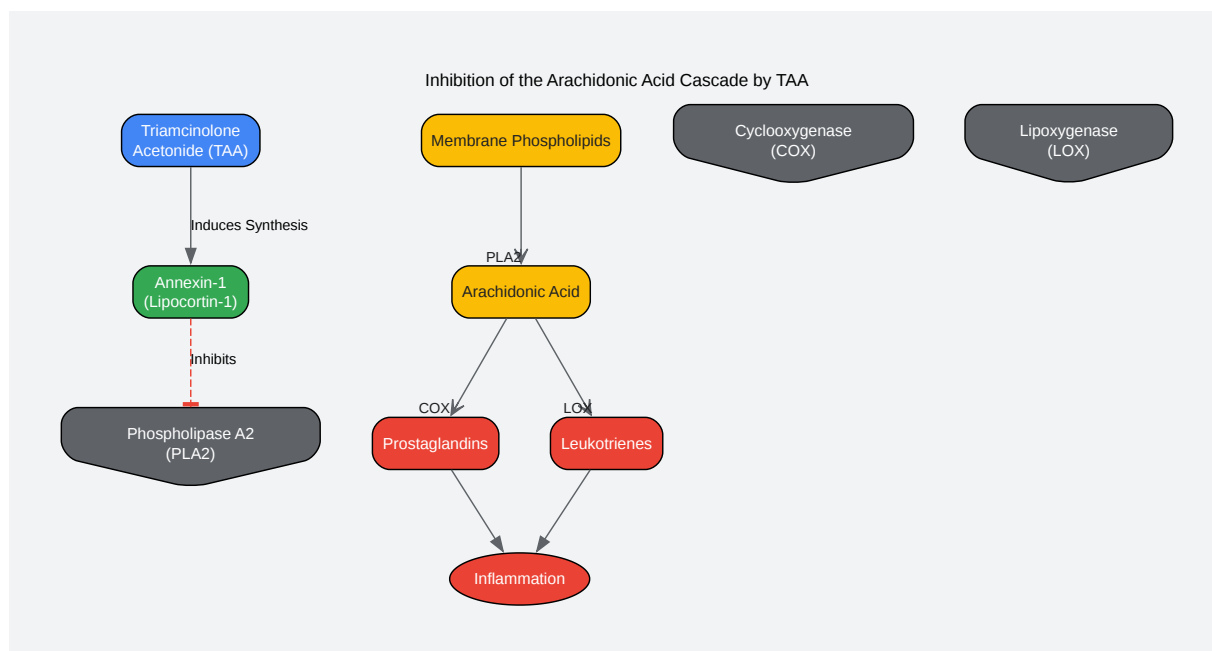 Inhibition of the Arachidonic Acid Cascade by TAA
Triamcinolone
Acetonide (TAA)
Membrane Phospholipids
Cyclooxygenase
(COX)
Lipoxygenase
(LOX)
Induces Synthesis
PLA2
Annexin-1
(Lipocortin-1)
Arachidonic Acid
Inhibits
COX
LOX
Phospholipase A2
(PLA2)
Prostaglandins
Leukotrienes
Inflammation